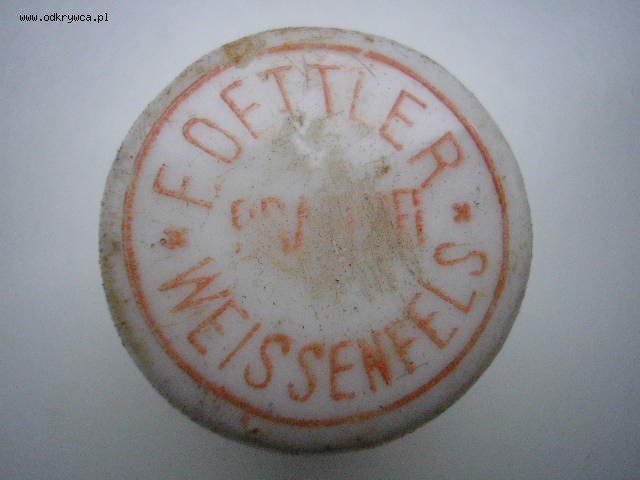 www.odkrywca.pl
F. OETTLER
* WEISSENFELS *